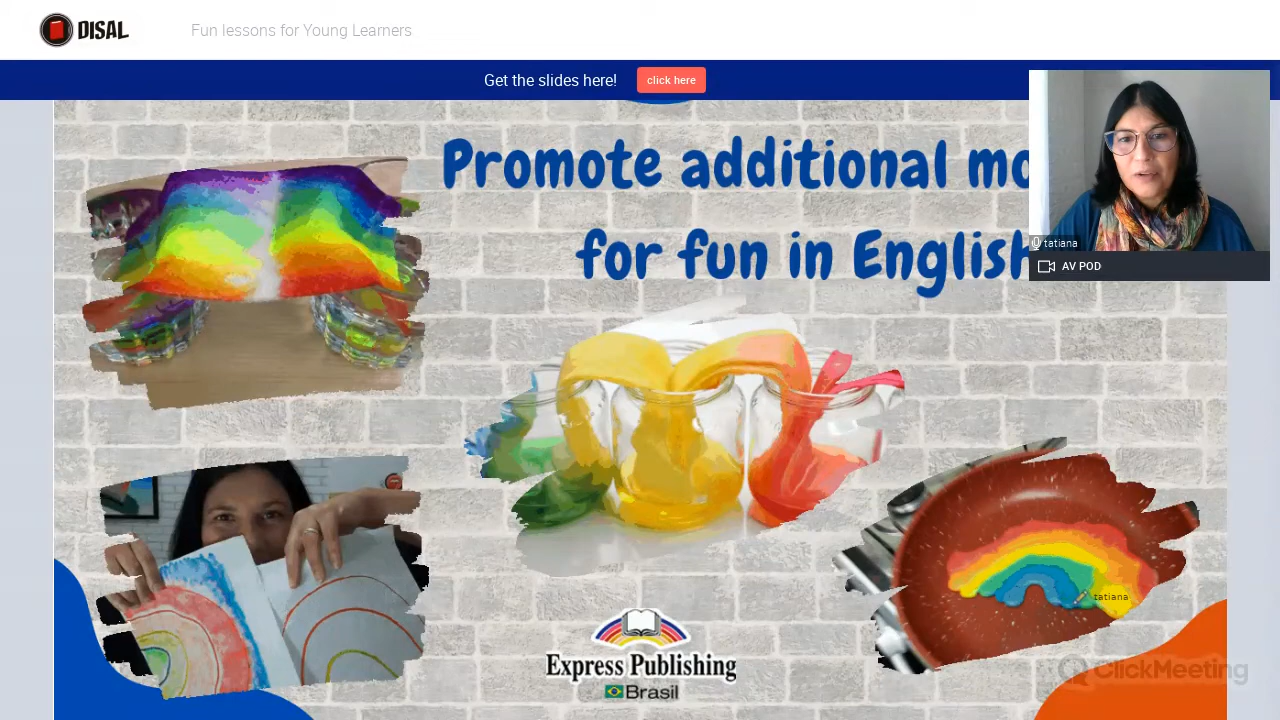 DISAL
Fun lessons for Young Learners
Get the slides here!
click here
Promote additional
for fun in English
tatiana
AV POD
tatiana
Express Publishing
Brasil
ClickMeeting